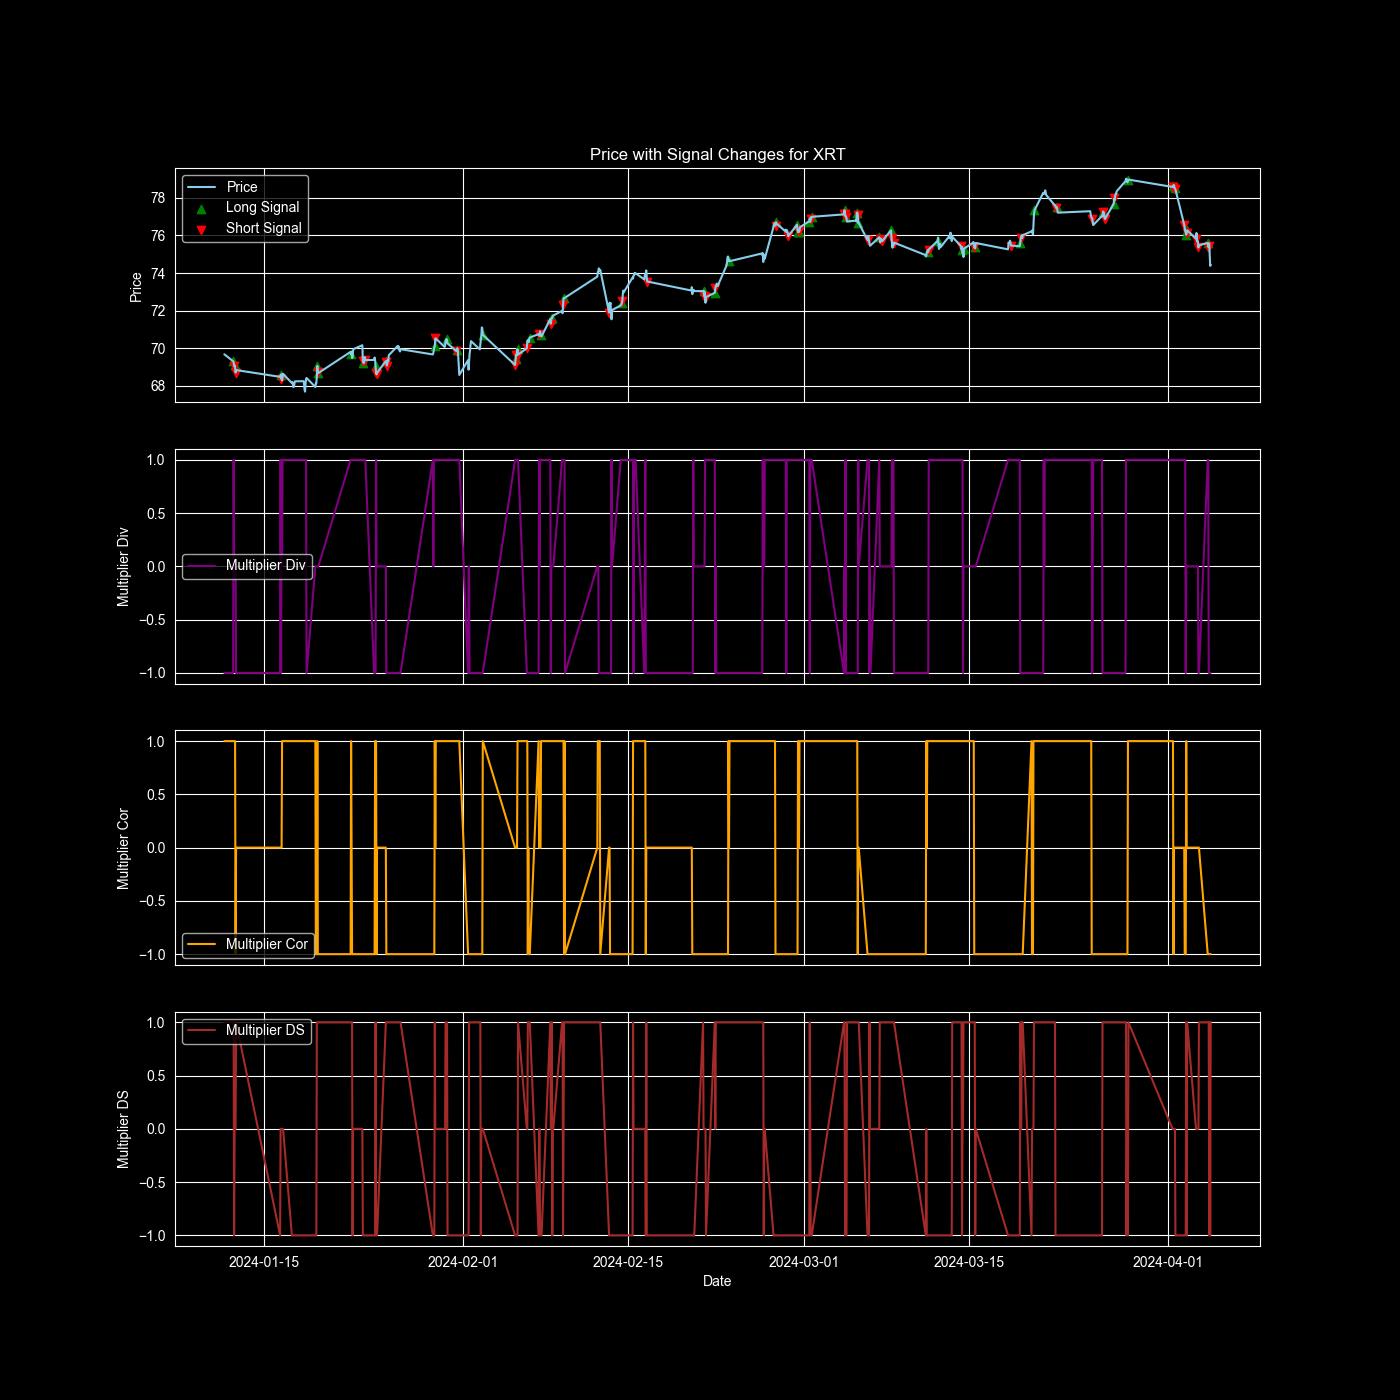 Price with Signal Changes for XRT
Price
Long Signal
Short Signal
78
76
74
72
70
68
Price
1.0
0.5
0.0
−0.5
−1.0
Multiplier Div
Multiplier Div
1.0
0.5
0.0
−0.5
−1.0
Multiplier Cor
Multiplier Cor
1.0
0.5
0.0
−0.5
−1.0
Multiplier DS
Multiplier DS
2024-01-15 2024-02-01 2024-02-15 2024-03-01 2024-03-15 2024-04-01
Date